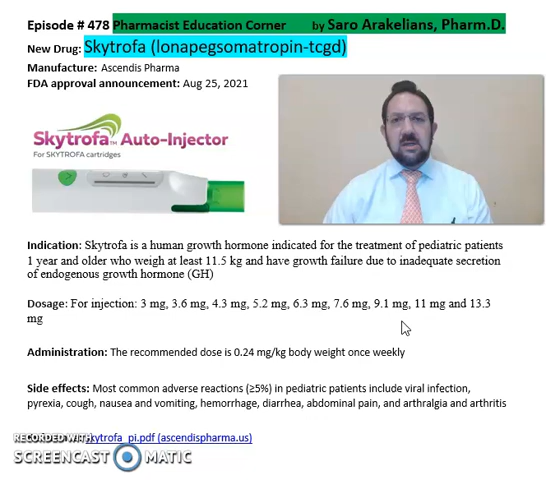 Episode # 478 Pharmacist Education Corner by Saro Arakelians, Pharm.D.
New Drug: Skytrofa (lonapegsomatropin-tcgd)
Manufacture: Ascendis Pharma
FDA approval announcement: Aug 25, 2021
Skytrofa™ Auto-Injector
For SKYTROFA cartridges
Indication: Skytrofa is a human growth hormone indicated for the treatment of pediatric patients
1 year and older who weigh at least 11.5 kg and have growth failure due to inadequate secretion
of endogenous growth hormone (GH)
Dosage: For injection: 3 mg, 3.6 mg, 4.3 mg, 5.2 mg, 6.3 mg, 7.6 mg, 9.1 mg, 11 mg and 13.3
mg
Administration: The recommended dose is 0.24 mg/kg body weight once weekly
Side effects: Most common adverse reactions (≥5%) in pediatric patients include viral infection,
pyrexia, cough, nausea and vomiting, hemorrhage, diarrhea, abdominal pain, and arthralgia and arthritis
RECORDED WITH skytrofa_pi.pdf (ascendispharma.us)
SCREENCAST MATIC